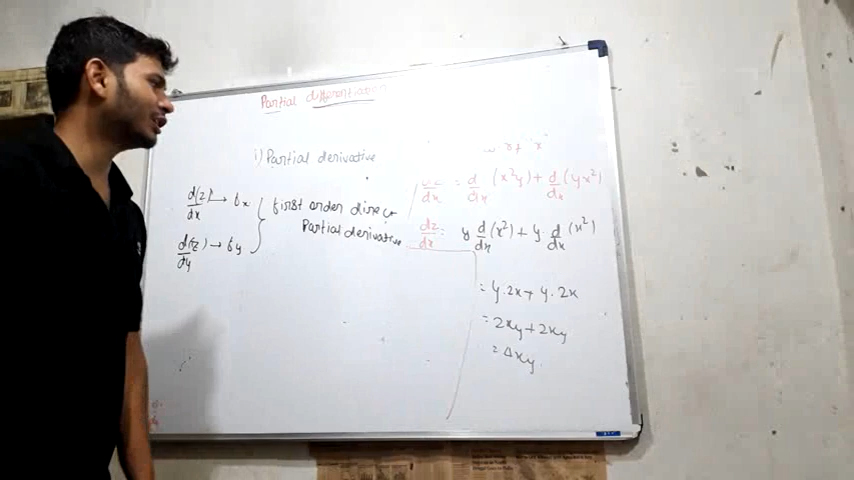 Partial differentiation
i) Partial derivative
w.r.t "x"
d(z)/dx → fx
d(z)/dy → fy
first order direct
Partial derivative
dz/dx = d/dx (x²y) + d/dx (yx²)
dz/dx = y d/dx (x²) + y. d/dx (x²)
= y.2x + y.2x
= 2xy + 2xy
= 4xy